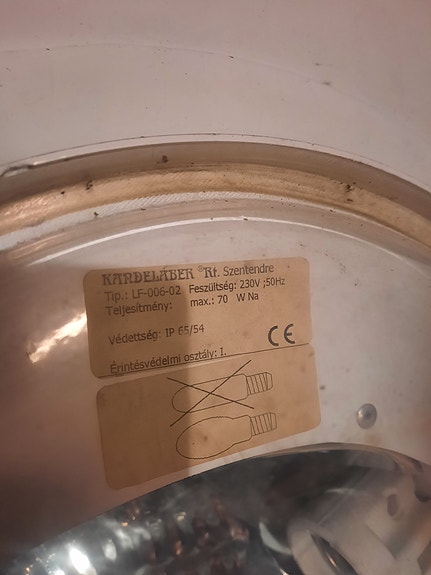 KANDELÁBER ® Kt. Szentendre
Tip.: LF-006-02 Feszültség: 230V ;50Hz
Teljesítmény: max.: 70 W Na
Védettség: IP 65/54
CE
Érintésvédelmi osztály: I.